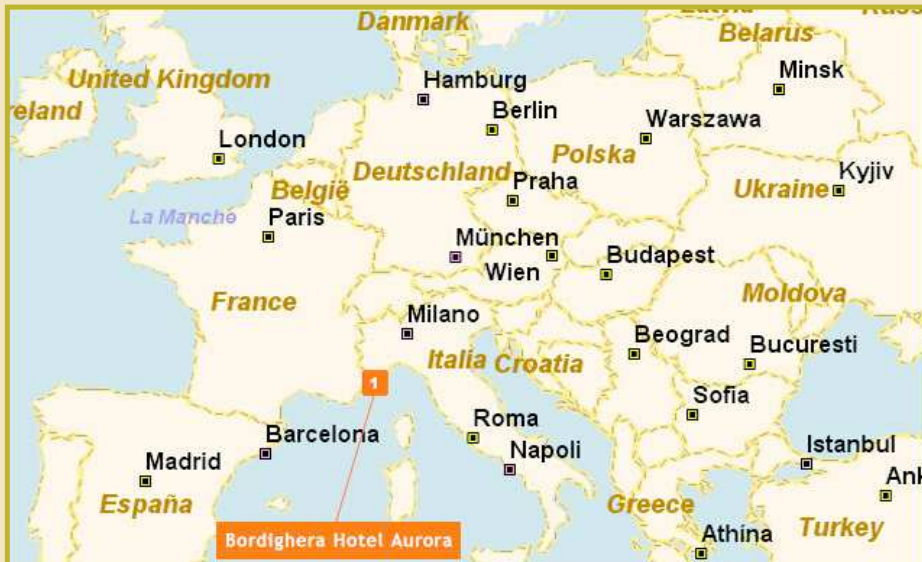 Danmark
Latvia
Belarus
Hamburg
Minsk
United Kingdom
Berlin
Warszawa
London
Deutschland
Polska
België
Praha
Ukraine
Kyjiv
La Manche
Paris
München
Wien
Budapest
France
Moldova
Milano
Italia
Croatia
Beograd
Bucuresti
1
Sofia
Roma
Barcelona
Napoli
Istanbul
Madrid
España
Greece
Turkey
Athína
Bordighera Hotel Aurora